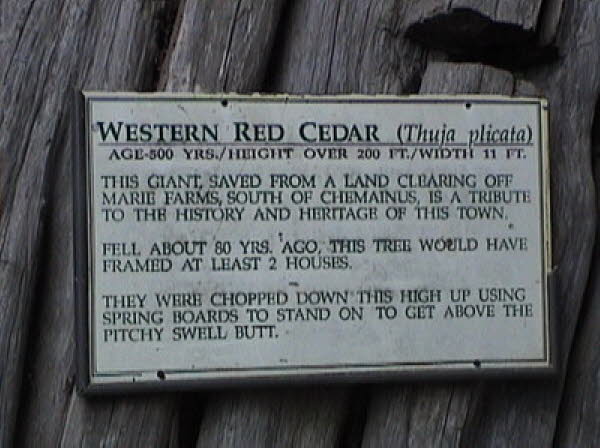 WESTERN RED CEDAR (Thuja plicata)
AGE-500 YRS./HEIGHT OVER 200 FT./WIDTH 11 FT.
THIS GIANT, SAVED FROM A LAND CLEARING OFF
MARIE FARMS, SOUTH OF CHEMAINUS, IS A TRIBUTE
TO THE HISTORY AND HERITAGE OF THIS TOWN.
FELL ABOUT 80 YRS. AGO, THIS TREE WOULD HAVE
FRAMED AT LEAST 2 HOUSES.
THEY WERE CHOPPED DOWN THIS HIGH UP USING
SPRING BOARDS TO STAND ON TO GET ABOVE THE
PITCHY SWELL BUTT.